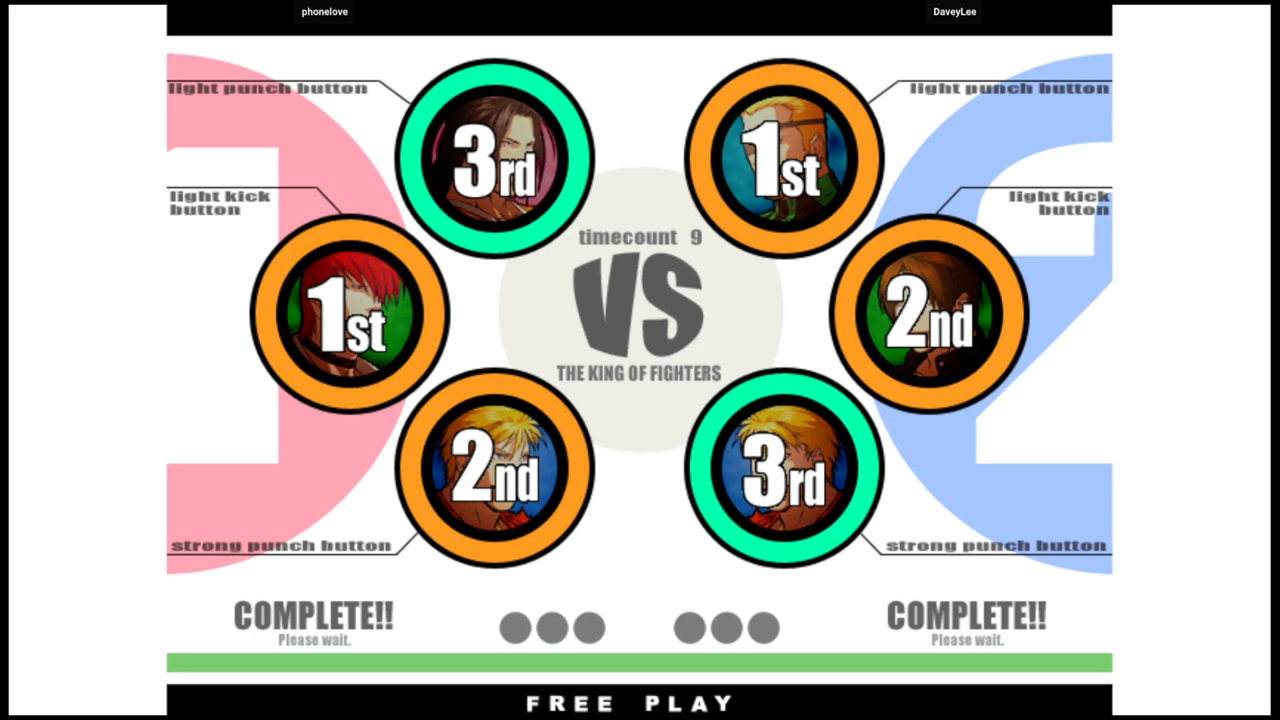 phonelove
DaveyLee
light punch button
light punch button
3rd
1st
light kick
button
light kick
button
timecount 9
1st
VS
2nd
THE KING OF FIGHTERS
2nd
3rd
strong punch button
strong punch button
COMPLETE!!
Please wait.
COMPLETE!!
Please wait.
FREE PLAY
1
2